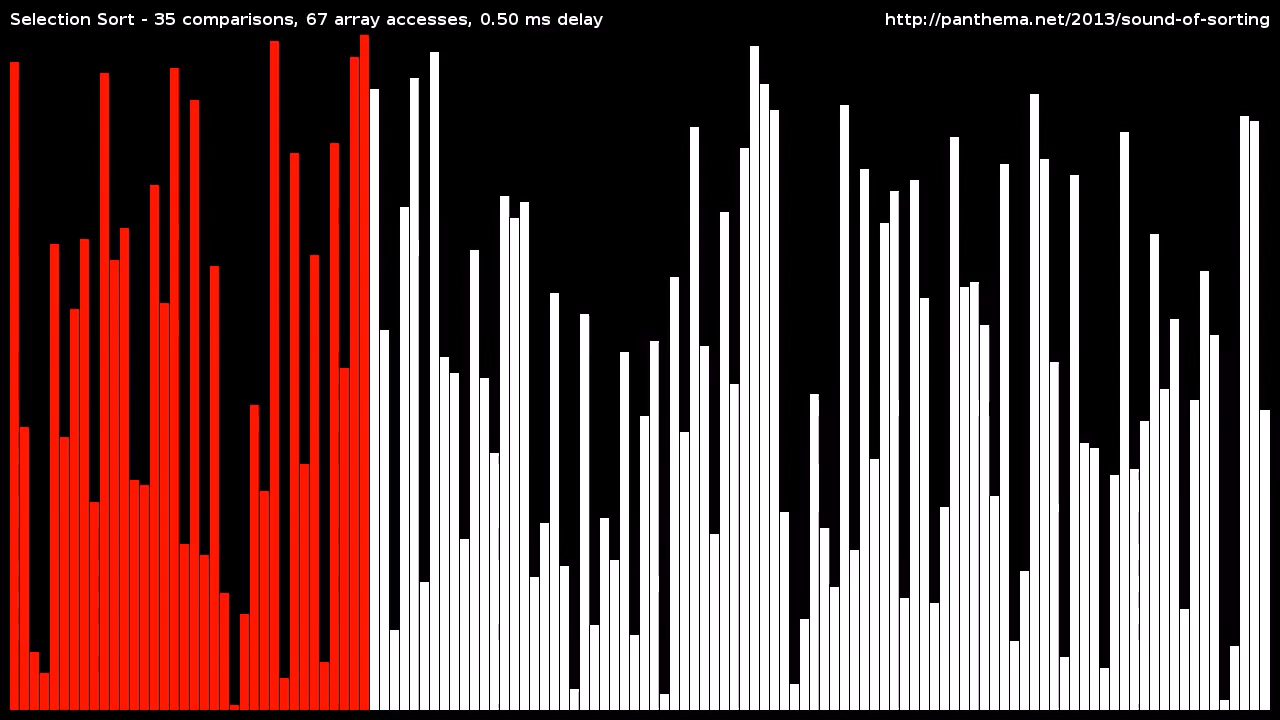 Selection Sort - 35 comparisons, 67 array accesses, 0.50 ms delay
http://panthema.net/2013/sound-of-sorting